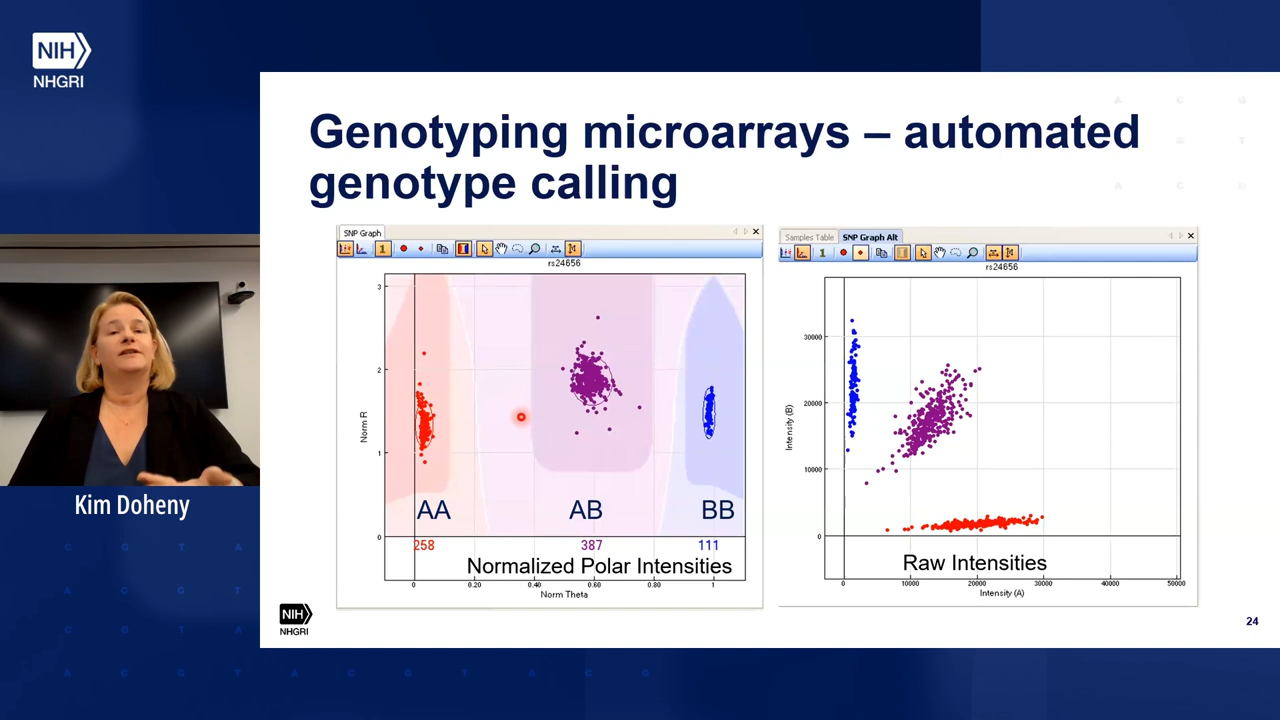 NIH
NHGRI
Genotyping microarrays – automated
genotype calling
SNP Graph
1
rs24656
3
2
1
0
Norm R
AA
AB
BB
258
387
111
Normalized Polar Intensities
0
0.20
0.40
0.60
0.80
1
Norm Theta
Samples Table
SNP Graph Alt
1
rs24656
30000
20000
10000
0
Intensity (B)
Raw Intensities
0
10000
20000
30000
40000
50000
Intensity (A)
Kim Doheny
NIH
NHGRI
24
A C G
T
A C G
C G T A
C G T A
C G T A
A C G T A C G T A C G